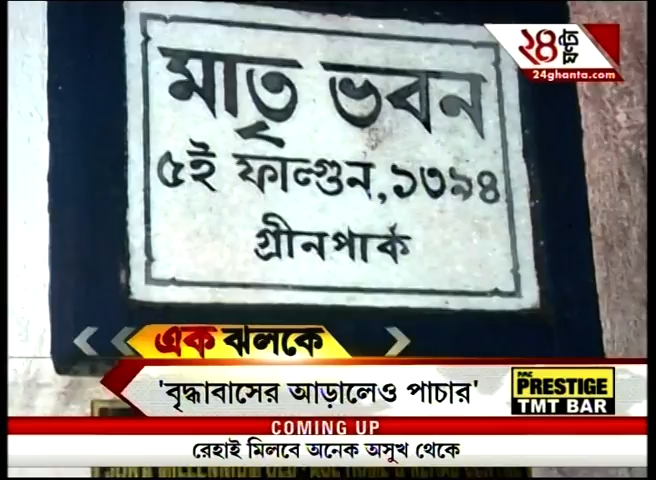 ২৪ ঘণ্টা
24ghanta.com
মাতৃ ভবন
৫ই ফাল্গুন, ১৩৯৪
গ্রীনপার্ক
এক ঝলকে
'বৃদ্ধাবাসের আড়ালেও পাচার'
PRESTIGE
TMT BAR
COMING UP
রেহাই মিলবে অনেক অসুখ থেকে